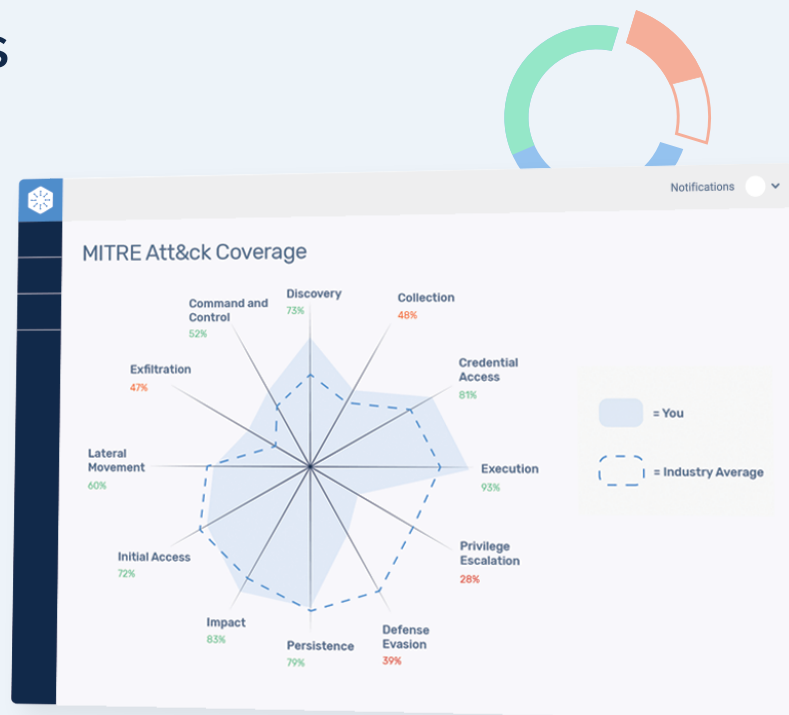 s
Notifications
MITRE Att&ck Coverage
Discovery
73%
Collection
48%
Command and
Control
52%
Credential
Access
81%
Exfiltration
47%
= You
Lateral
Movement
60%
Execution
93%
= Industry Average
Initial Access
72%
Privilege
Escalation
28%
Impact
83%
Persistence
79%
Defense
Evasion
39%